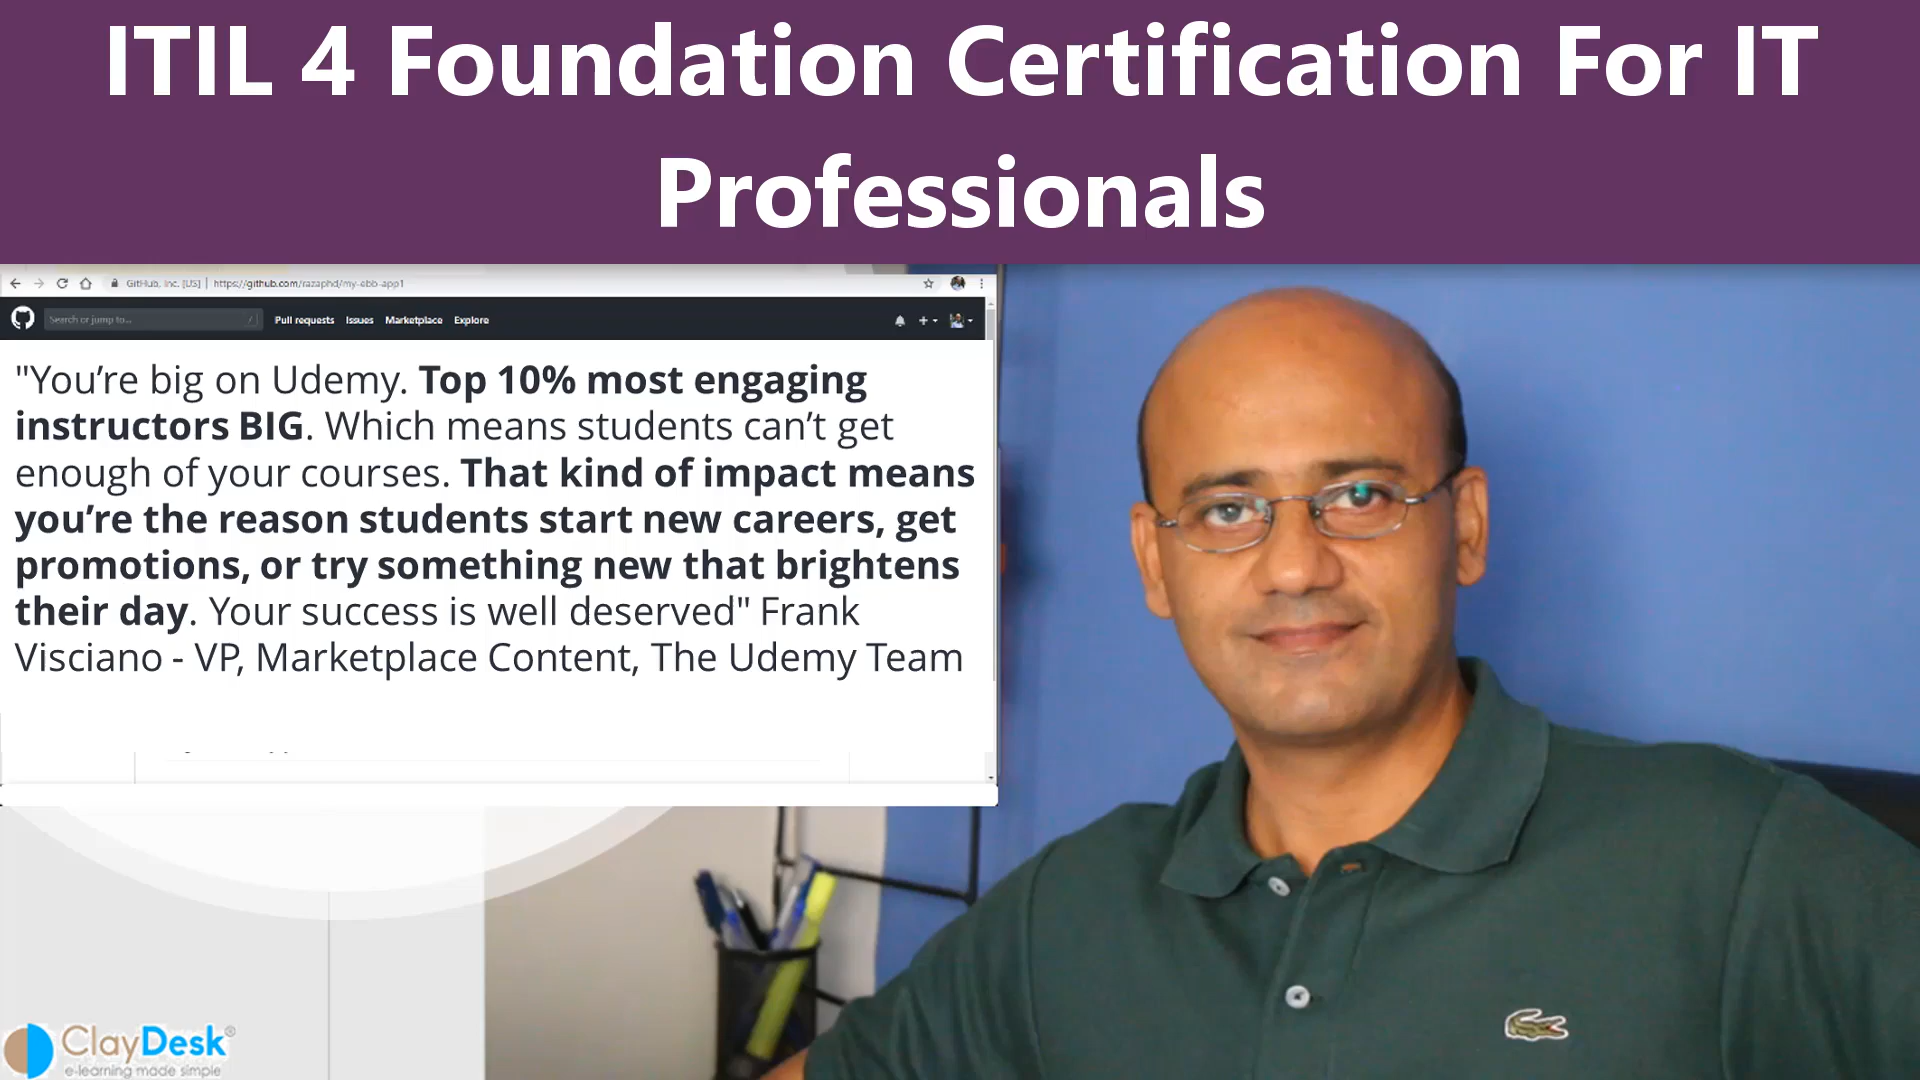 ITIL 4 Foundation Certification For IT
Professionals
GitHub, Inc. [US] | https://github.com/razaphd/my-ebb-app1
Search or jump to... /
Pull requests Issues Marketplace Explore
"You’re big on Udemy. Top 10% most engaging
instructors BIG. Which means students can’t get
enough of your courses. That kind of impact means
you’re the reason students start new careers, get
promotions, or try something new that brightens
their day. Your success is well deserved" Frank
Visciano - VP, Marketplace Content, The Udemy Team
ClayDesk®
e-learning made simple